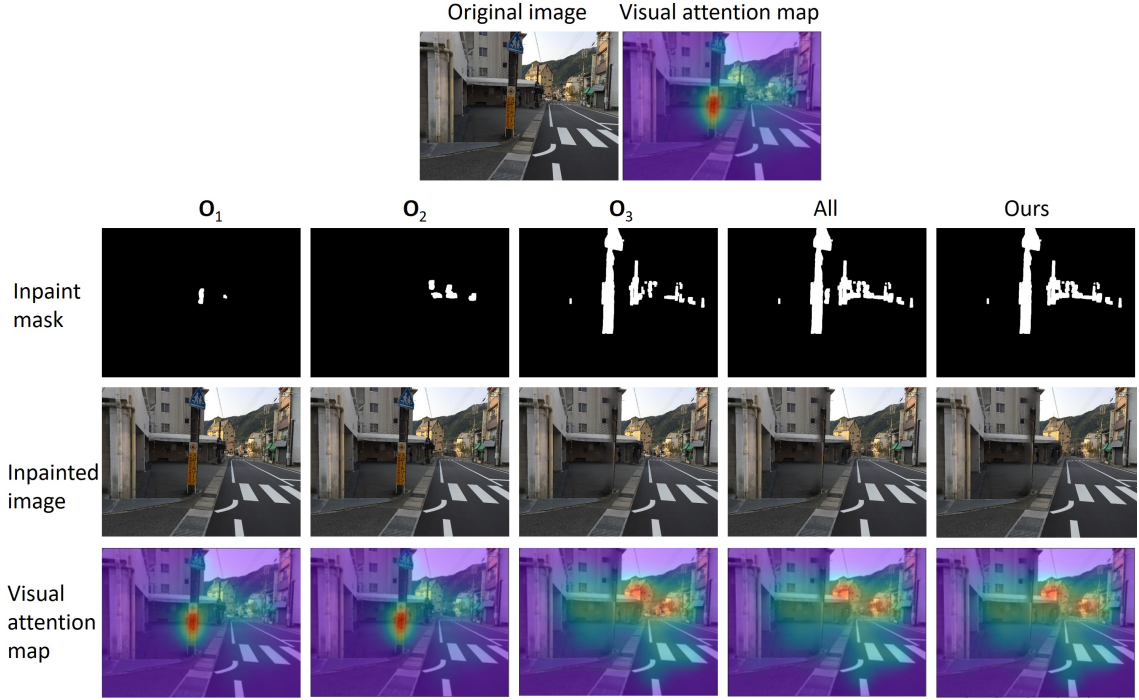 Original image Visual attention map
O₁ O₂ O₃ All Ours
Inpaint
mask
Inpainted
image
Visual
attention
map